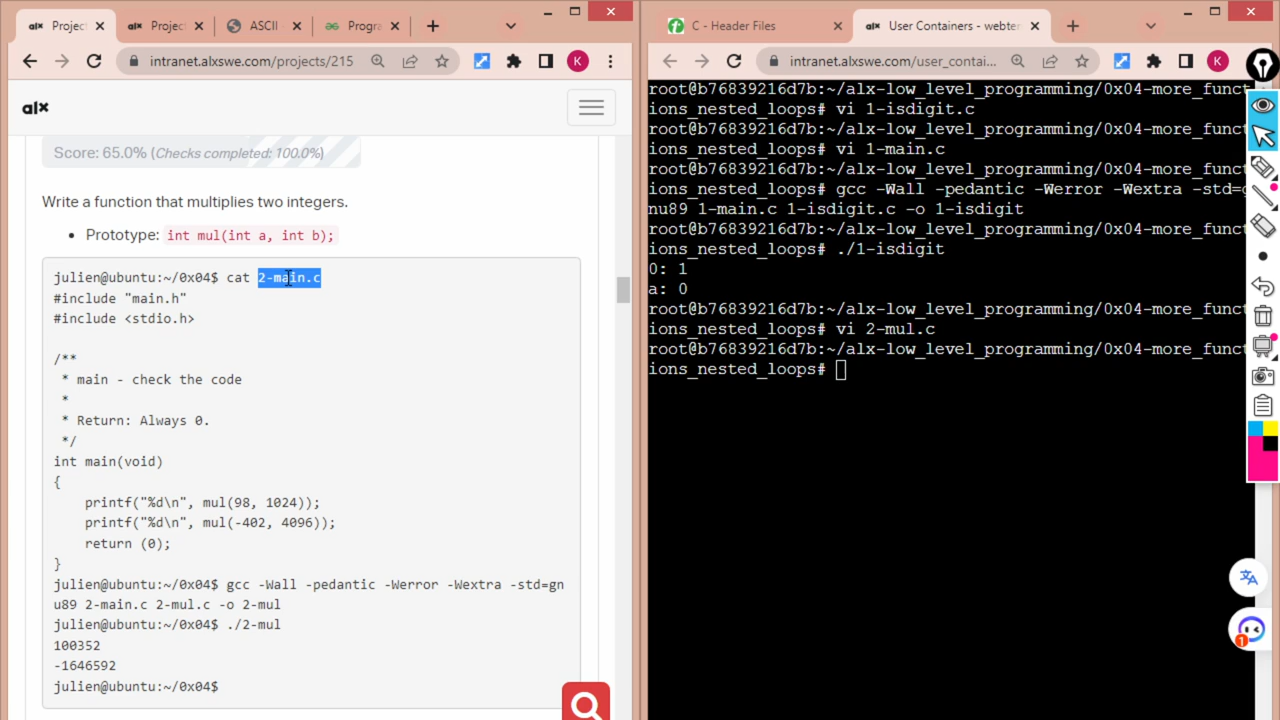 Projec
Projec
ASCII
Progra
C - Header Files
User Containers - webter
intranet.alxswe.com/projects/215
K
intranet.alxswe.com/user_contai...
K
alx
Score: 65.0% (Checks completed: 100.0%)
Write a function that multiplies two integers.
• Prototype: int mul(int a, int b);
julien@ubuntu:~/0x04$ cat 2-main.c
#include "main.h"
#include <stdio.h>
/**
 * main - check the code
 *
 * Return: Always 0.
 */
int main(void)
{
    printf("%d\n", mul(98, 1024));
    printf("%d\n", mul(-402, 4096));
    return (0);
}
julien@ubuntu:~/0x04$ gcc -Wall -pedantic -Werror -Wextra -std=gn
u89 2-main.c 2-mul.c -o 2-mul
julien@ubuntu:~/0x04$ ./2-mul
100352
-1646592
julien@ubuntu:~/0x04$
root@b76839216d7b:~/alx-low_level_programming/0x04-more_funct
ions_nested_loops# vi 1-isdigit.c
root@b76839216d7b:~/alx-low_level_programming/0x04-more_funct
ions_nested_loops# vi 1-main.c
root@b76839216d7b:~/alx-low_level_programming/0x04-more_funct
ions_nested_loops# gcc -Wall -pedantic -Werror -Wextra -std=g
nu89 1-main.c 1-isdigit.c -o 1-isdigit
root@b76839216d7b:~/alx-low_level_programming/0x04-more_funct
ions_nested_loops# ./1-isdigit
0: 1
a: 0
root@b76839216d7b:~/alx-low_level_programming/0x04-more_funct
ions_nested_loops# vi 2-mul.c
root@b76839216d7b:~/alx-low_level_programming/0x04-more_funct
ions_nested_loops#
1